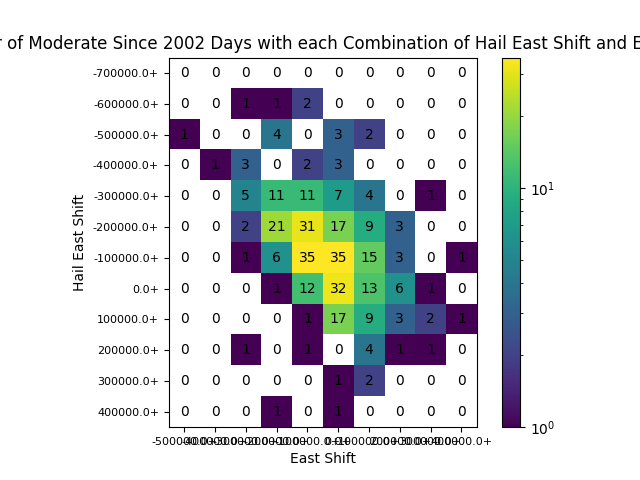 r of Moderate Since 2002 Days with each Combination of Hail East Shift and E
-700000.0+ 0 0 0 0 0 0 0 0 0 0
-600000.0+ 0 0 1 1 2 0 0 0 0 0
-500000.0+ 1 0 0 4 0 3 2 0 0 0
-400000.0+ 0 1 3 0 2 3 0 0 0 0
-300000.0+ 0 0 5 11 11 7 4 0 1 0
-200000.0+ 0 0 2 21 31 17 9 3 0 0
-100000.0+ 0 0 1 6 35 35 15 3 0 1
0.0+ 0 0 0 1 12 32 13 6 1 0
100000.0+ 0 0 0 0 1 17 9 3 2 1
200000.0+ 0 0 1 0 1 0 4 1 1 0
300000.0+ 0 0 0 0 0 1 2 0 0 0
400000.0+ 0 0 0 1 0 1 0 0 0 0
Hail East Shift
East Shift
10¹
10⁰